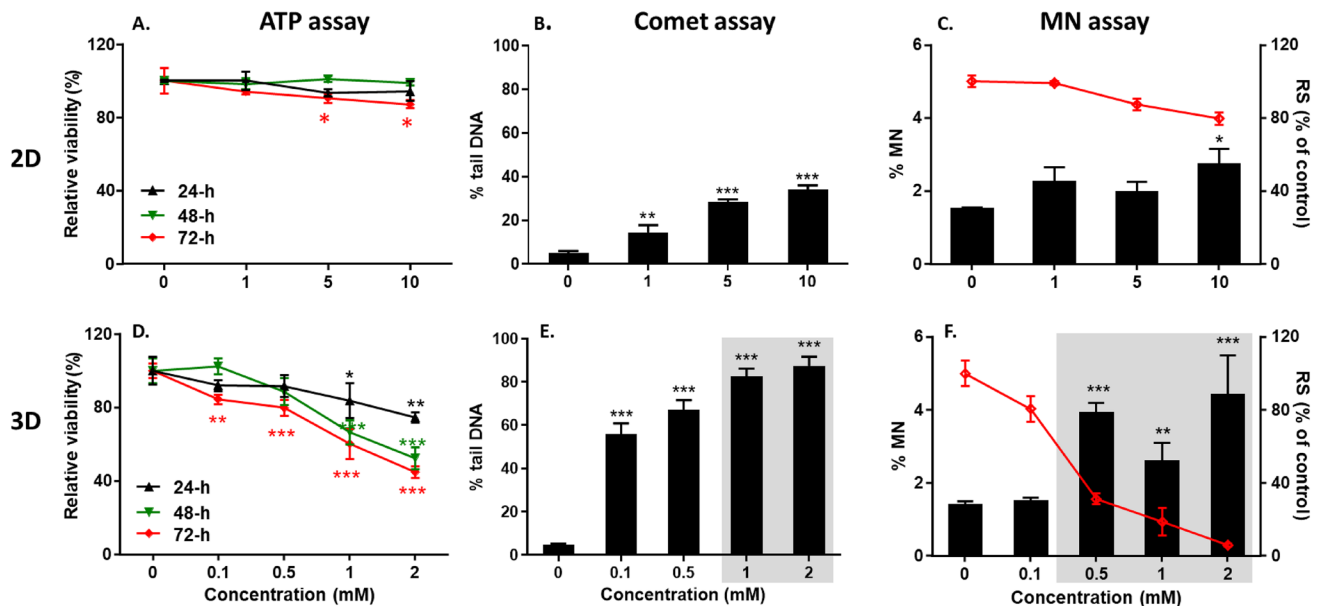 ATP assay
Comet assay
MN assay
2D
A.
Relative viability (%)
120
80
40
0
* *
24-h
48-h
72-h
0 1 5 10
B.
% tail DNA
100
80
60
40
20
0
** *** ***
0 1 5 10
C.
% MN
6
4
2
0
*
RS (% of control)
120
80
40
0
0 1 5 10
3D
D.
Relative viability (%)
120
80
40
0
* **
*** ***
** *** *** ***
24-h
48-h
72-h
0 0.1 0.5 1 2
Concentration (mM)
E.
% tail DNA
100
80
60
40
20
0
*** *** *** ***
0 0.1 0.5 1 2
Concentration (mM)
F.
% MN
6
4
2
0
*** ** ***
RS (% of control)
120
80
40
0
0 0.1 0.5 1 2
Concentration (mM)